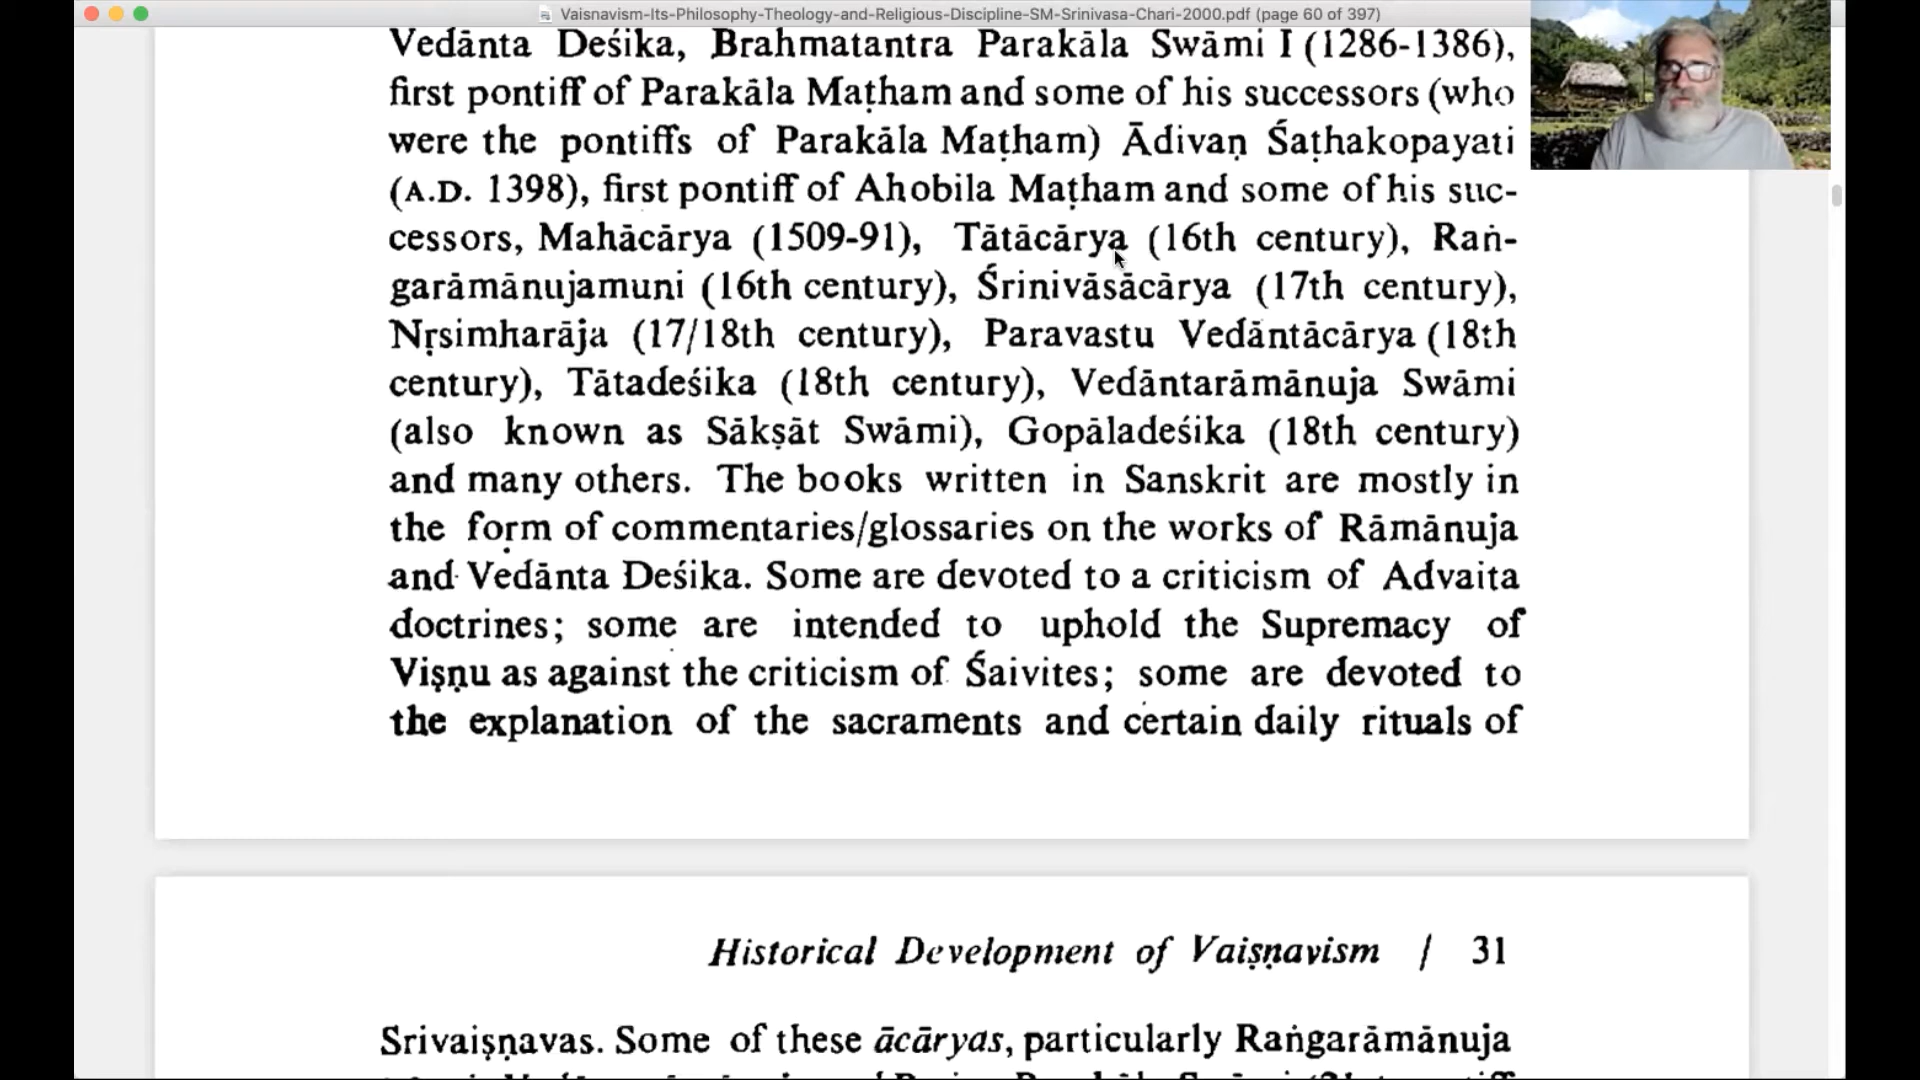 Vaisnavism-Its-Philosophy-Theology-and-Religious-Discipline-SM-Srinivasa-Chari-2000.pdf (page 60 of 397)
Vedānta Deśika, Brahmatantra Parakāla Swāmi I (1286-1386),
first pontiff of Parakāla Maṭham and some of his successors (who
were the pontiffs of Parakāla Maṭham) Ādivaṇ Śaṭhakopayati
(A.D. 1398), first pontiff of Ahobila Maṭham and some of his suc-
cessors, Mahācārya (1509-91), Tātācārya (16th century), Raṅ-
garāmānujamuni (16th century), Śrinivāsācārya (17th century),
Nṛsimharāja (17/18th century), Paravastu Vedāntācārya (18th
century), Tātadeśika (18th century), Vedāntarāmānuja Swāmi
(also known as Sākṣāt Swāmi), Gopāladeśika (18th century)
and many others. The books written in Sanskrit are mostly in
the form of commentaries/glossaries on the works of Rāmānuja
and Vedānta Deśika. Some are devoted to a criticism of Advaita
doctrines; some are intended to uphold the Supremacy of
Viṣṇu as against the criticism of Śaivites; some are devoted to
the explanation of the sacraments and certain daily rituals of
Historical Development of Vaiṣṇavism / 31
Srivaiṣṇavas. Some of these ācāryas, particularly Raṅgarāmānuja